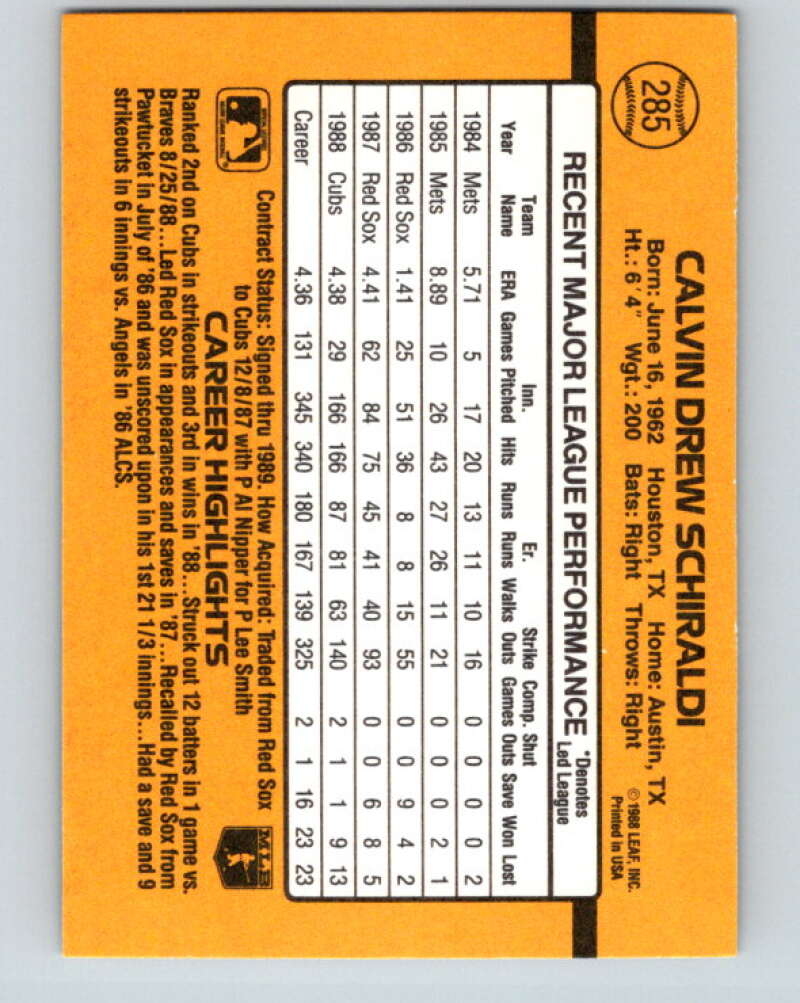 285
CALVIN DREW SCHIRALDI
Born: June 16, 1962 Houston, TX Home: Austin, TX
Ht.: 6'4" Wgt.: 200 Bats: Right Throws: Right
© 1988 LEAF, INC.
Printed in USA
RECENT MAJOR LEAGUE PERFORMANCE *Denotes Led League
Team Inn. Er. Strike Comp. Shut
Year Name ERA Games Pitched Hits Runs Runs Walks Outs Games Outs Save Won Lost
1984 Mets 5.71 5 17 20 13 11 10 16 0 0 0 0 2
1985 Mets 8.89 10 26 43 27 26 11 21 0 0 0 2 1
1986 Red Sox 1.41 25 51 36 8 8 15 55 0 0 9 4 2
1987 Red Sox 4.41 62 84 75 45 41 40 93 0 0 6 8 5
1988 Cubs 4.38 29 166 166 87 81 63 140 2 1 1 9 13
Career 4.36 131 345 340 180 167 139 325 2 1 16 23 23
Contract Status: Signed thru 1989. How Acquired: Traded from Red Sox
to Cubs 12/8/87 with P Al Nipper for P Lee Smith
MLB
CAREER HIGHLIGHTS
Ranked 2nd on Cubs in strikeouts and 3rd in wins in '88...Struck out 12 batters in 1 game vs.
Braves 8/25/88...Led Red Sox in appearances and saves in '87...Recalled by Red Sox from
Pawtucket in July of '86 and was unscored upon in his 1st 21 1/3 innings...Had a save and 9
strikeouts in 6 innings vs. Angels in '86 ALCS.